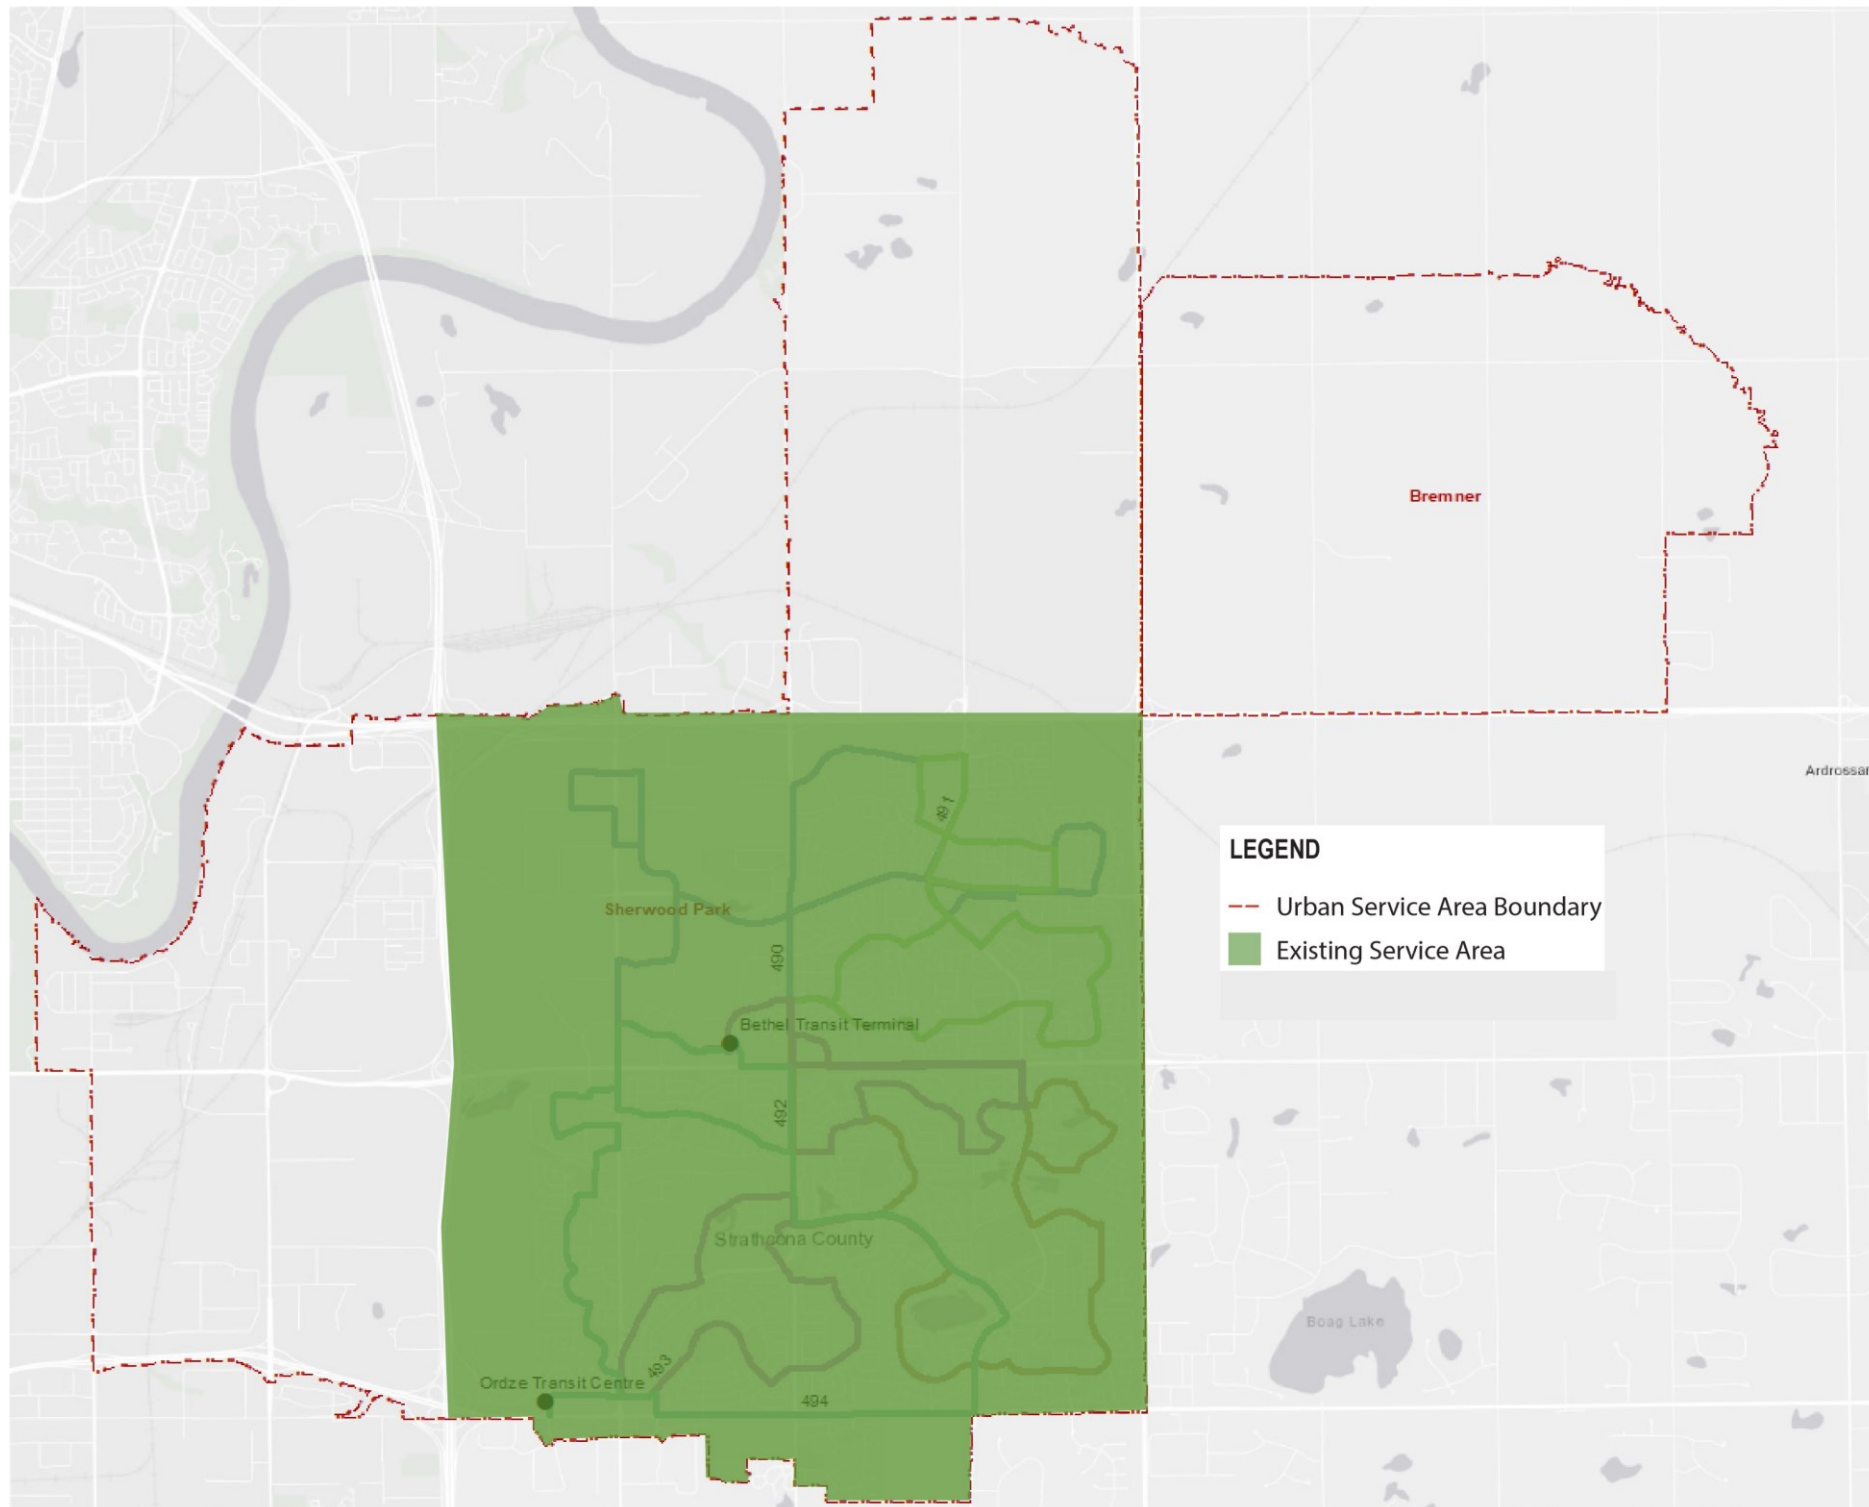 Bremner
Ardrossan
491
LEGEND
Urban Service Area Boundary
Existing Service Area
Sherwood Park
490
Bethel Transit Terminal
492
Strathcona County
Boag Lake
493
Ordze Transit Centre
494